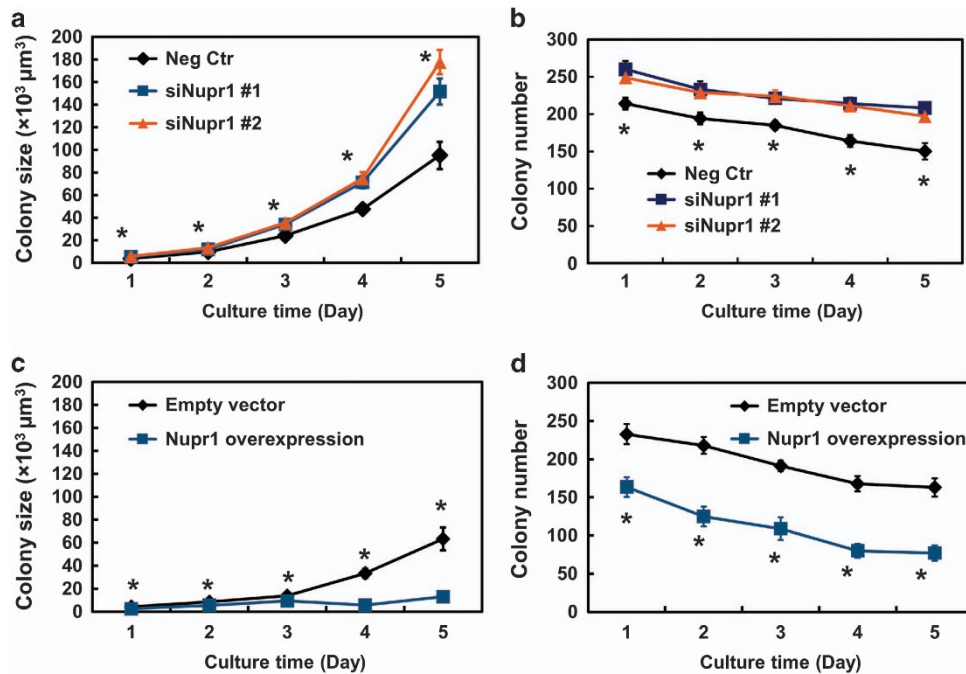 a
Colony size (×10³ μm³)
200
180
160
140
120
100
80
60
40
20
0
Neg Ctr
siNupr1 #1
siNupr1 #2
*
*
*
*
*
1 2 3 4 5
Culture time (Day)
b
Colony number
300
250
200
150
100
50
0
*
*
*
*
*
Neg Ctr
siNupr1 #1
siNupr1 #2
1 2 3 4 5
Culture time (Day)
c
Colony size (×10³ μm³)
200
180
160
140
120
100
80
60
40
20
0
Empty vector
Nupr1 overexpression
*
*
*
*
*
1 2 3 4 5
Culture time (Day)
d
Colony number
300
250
200
150
100
50
0
Empty vector
Nupr1 overexpression
*
*
*
*
*
1 2 3 4 5
Culture time (Day)